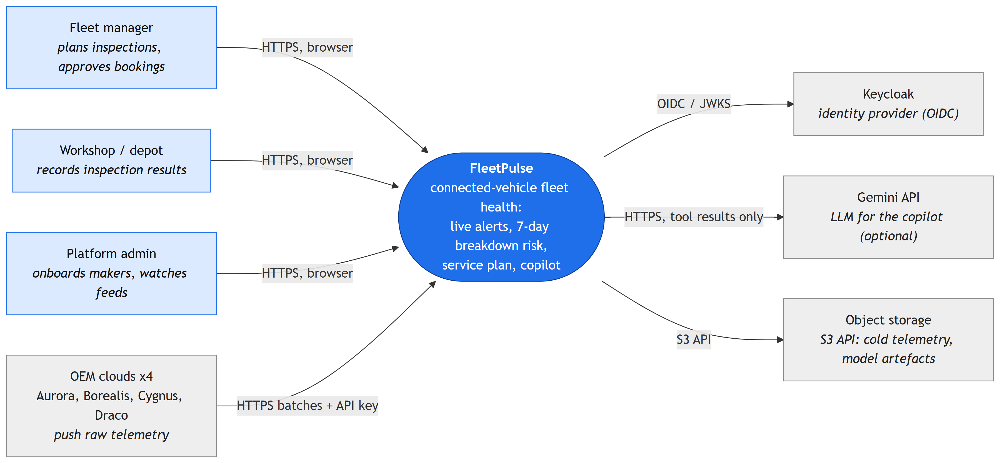 Fleet manager
plans inspections,
approves bookings
HTTPS, browser
Workshop / depot
records inspection results
HTTPS, browser
Platform admin
onboards makers, watches
feeds
HTTPS, browser
OEM clouds x4
Aurora, Borealis, Cygnus,
Draco
push raw telemetry
HTTPS batches + API key
FleetPulse
connected-vehicle fleet
health:
live alerts, 7-day
breakdown risk,
service plan, copilot
OIDC / JWKS
Keycloak
identity provider (OIDC)
HTTPS, tool results only
Gemini API
LLM for the copilot
(optional)
S3 API
Object storage
S3 API: cold telemetry,
model artefacts